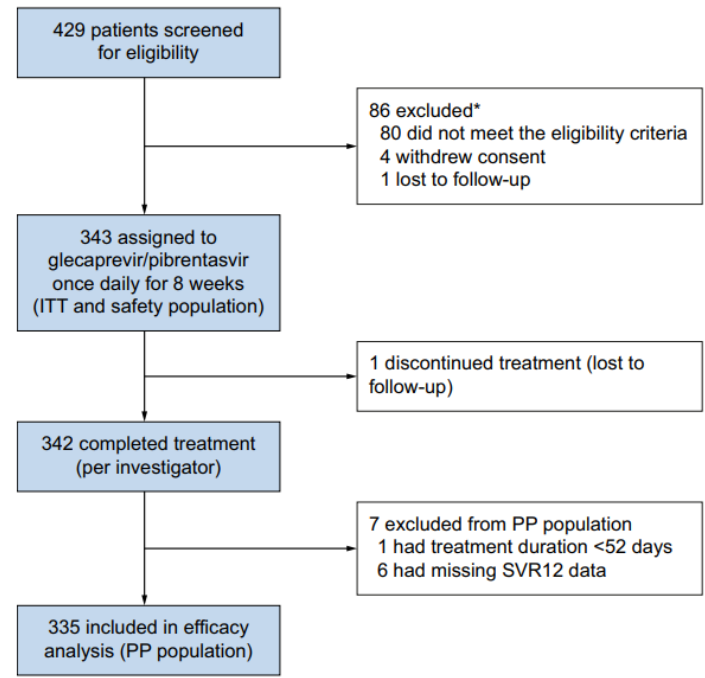 429 patients screened
for eligibility
86 excluded*
80 did not meet the eligibility criteria
4 withdrew consent
1 lost to follow-up
343 assigned to
glecaprevir/pibrentasvir
once daily for 8 weeks
(ITT and safety population)
1 discontinued treatment (lost to
follow-up)
342 completed treatment
(per investigator)
7 excluded from PP population
1 had treatment duration <52 days
6 had missing SVR12 data
335 included in efficacy
analysis (PP population)